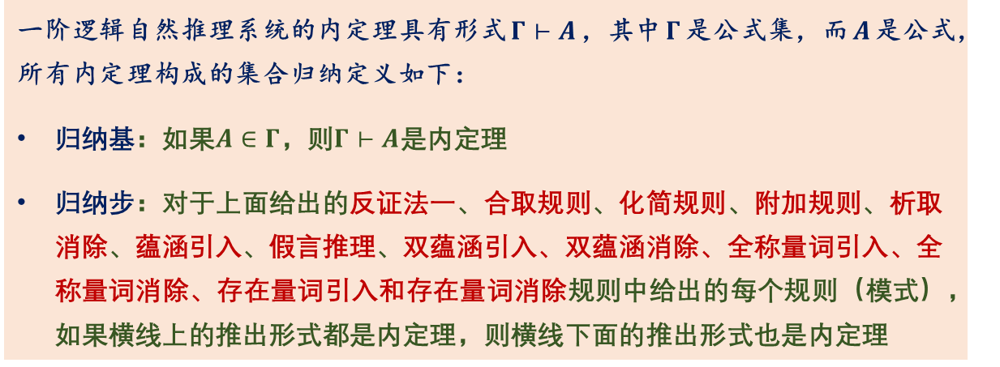 一阶逻辑自然推理系统的内定理具有形式Γ ⊢ A，其中Γ是公式集，而A是公式，
所有内定理构成的集合归纳定义如下：
• 归纳基：如果A ∈ Γ，则Γ ⊢ A是内定理
• 归纳步：对于上面给出的反证法一、合取规则、化简规则、附加规则、析取
消除、蕴涵引入、假言推理、双蕴涵引入、双蕴涵消除、全称量词引入、全
称量词消除、存在量词引入和存在量词消除规则中给出的每个规则（模式），
如果横线上的推出形式都是内定理，则横线下面的推出形式也是内定理